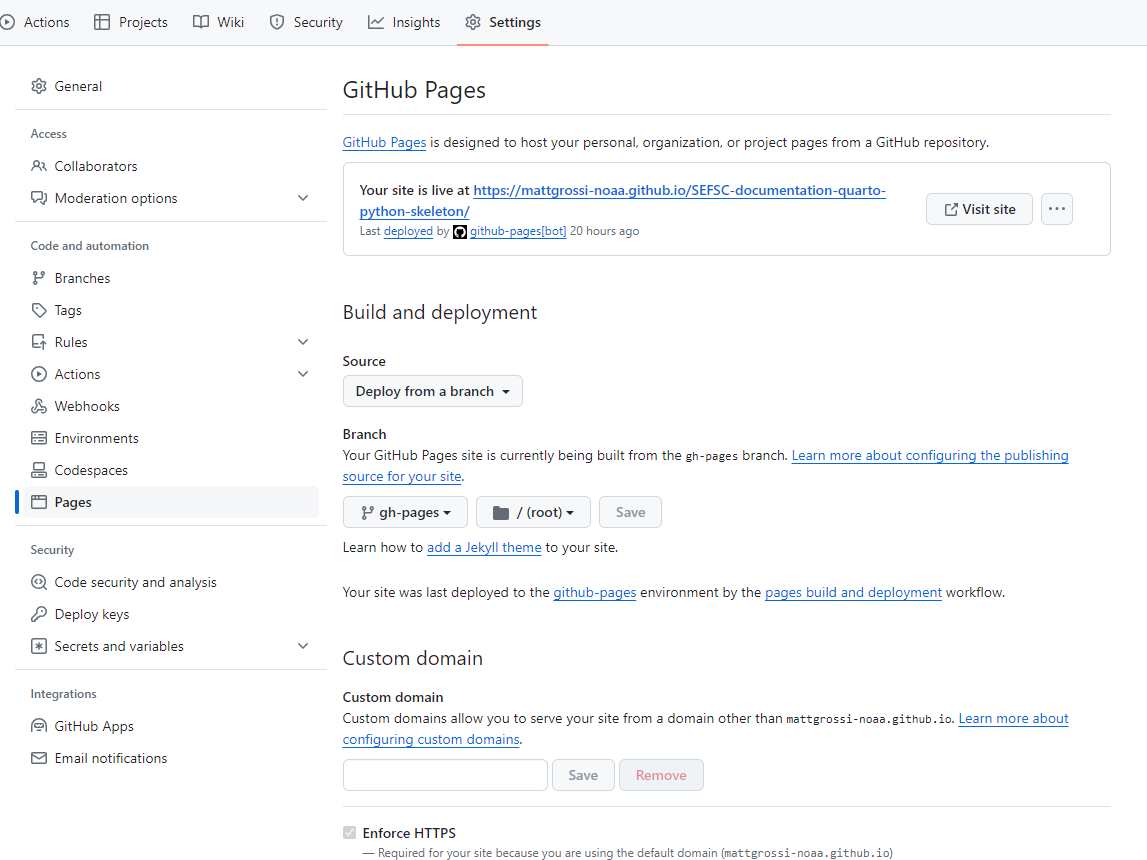 Actions Projects Wiki Security Insights Settings
General
Access
Collaborators
Moderation options
Code and automation
Branches
Tags
Rules
Actions
Webhooks
Environments
Codespaces
Pages
Security
Code security and analysis
Deploy keys
Secrets and variables
Integrations
GitHub Apps
Email notifications
GitHub Pages
GitHub Pages is designed to host your personal, organization, or project pages from a GitHub repository.
Your site is live at https://mattgrossi-noaa.github.io/SEFSC-documentation-quarto-
python-skeleton/
Last deployed by github-pages[bot] 20 hours ago
Visit site
Build and deployment
Source
Deploy from a branch
Branch
Your GitHub Pages site is currently being built from the gh-pages branch. Learn more about configuring the publishing
source for your site.
gh-pages / (root) Save
Learn how to add a Jekyll theme to your site.
Your site was last deployed to the github-pages environment by the pages build and deployment workflow.
Custom domain
Custom domain
Custom domains allow you to serve your site from a domain other than mattgrossi-noaa.github.io. Learn more about
configuring custom domains.
Save Remove
Enforce HTTPS
— Required for your site because you are using the default domain (mattgrossi-noaa.github.io)